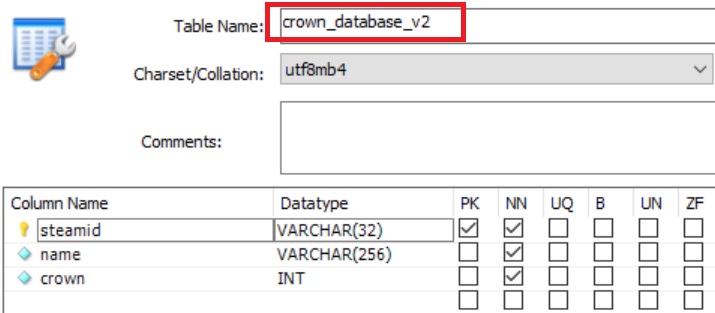 Table Name: crown_database_v2
Charset/Collation: utf8mb4
Comments:
Column Name Datatype PK NN UQ B UN ZF
steamid VARCHAR(32)
name VARCHAR(256)
crown INT